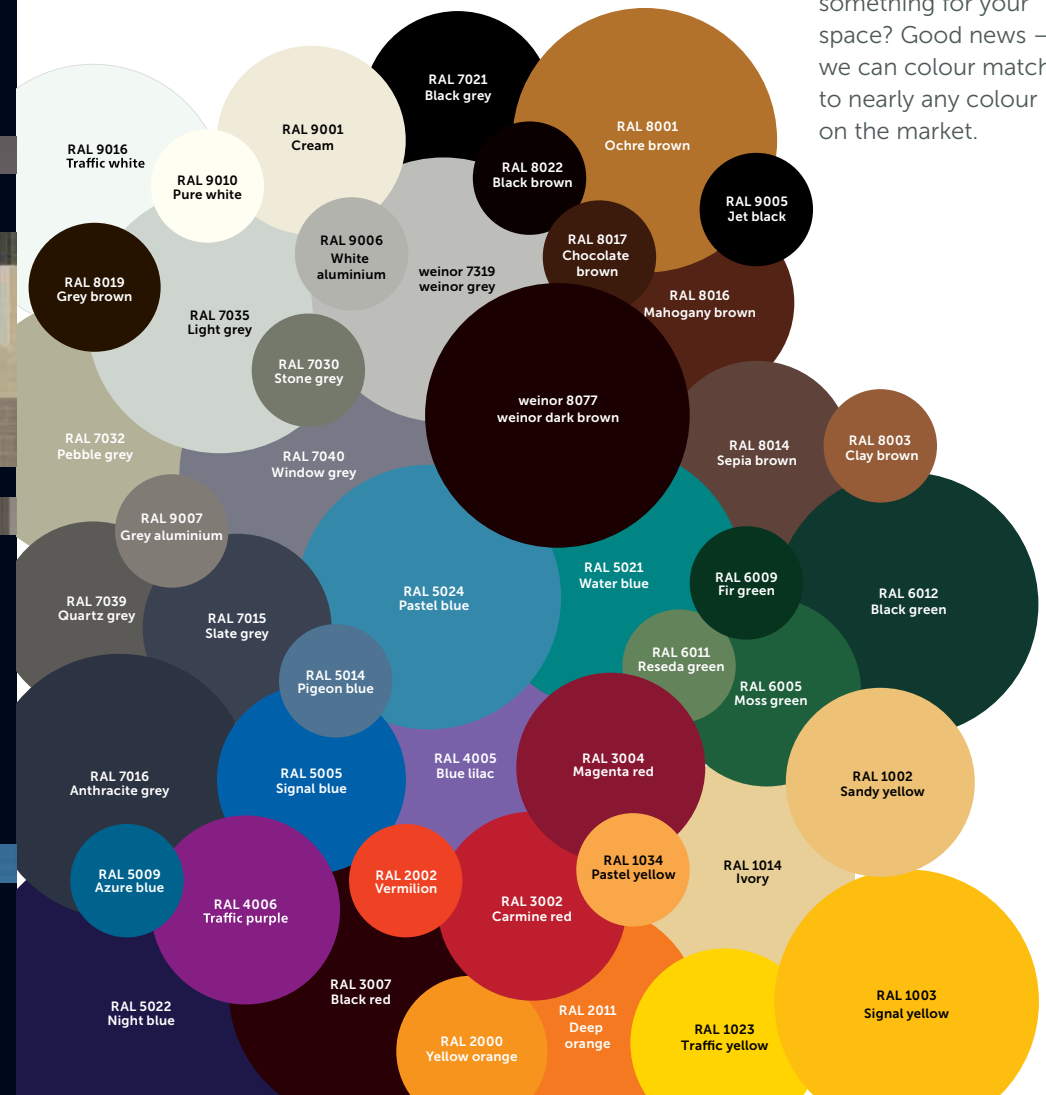 something for your
space? Good news –
we can colour match
to nearly any colour
on the market.
RAL 7021
Black grey
RAL 9016
Traffic white
RAL 9001
Cream
RAL 8001
Ochre brown
RAL 9010
Pure white
RAL 8022
Black brown
RAL 9005
Jet black
RAL 9006
White
aluminium
RAL 8017
Chocolate
brown
weinor 7319
weinor grey
RAL 8019
Grey brown
RAL 8016
Mahogany brown
RAL 7035
Light grey
RAL 7030
Stone grey
weinor 8077
weinor dark brown
RAL 7032
Pebble grey
RAL 7040
Window grey
RAL 8014
Sepia brown
RAL 8003
Clay brown
RAL 9007
Grey aluminium
RAL 5021
Water blue
RAL 6009
Fir green
RAL 5024
Pastel blue
RAL 6012
Black green
RAL 7039
Quartz grey
RAL 7015
Slate grey
RAL 6011
Reseda green
RAL 5014
Pigeon blue
RAL 6005
Moss green
RAL 7016
Anthracite grey
RAL 5005
Signal blue
RAL 4005
Blue lilac
RAL 3004
Magenta red
RAL 1002
Sandy yellow
RAL 5009
Azure blue
RAL 2002
Vermilion
RAL 1034
Pastel yellow
RAL 1014
Ivory
RAL 4006
Traffic purple
RAL 3002
Carmine red
RAL 3007
Black red
RAL 5022
Night blue
RAL 2011
Deep
orange
RAL 1003
Signal yellow
RAL 2000
Yellow orange
RAL 1023
Traffic yellow